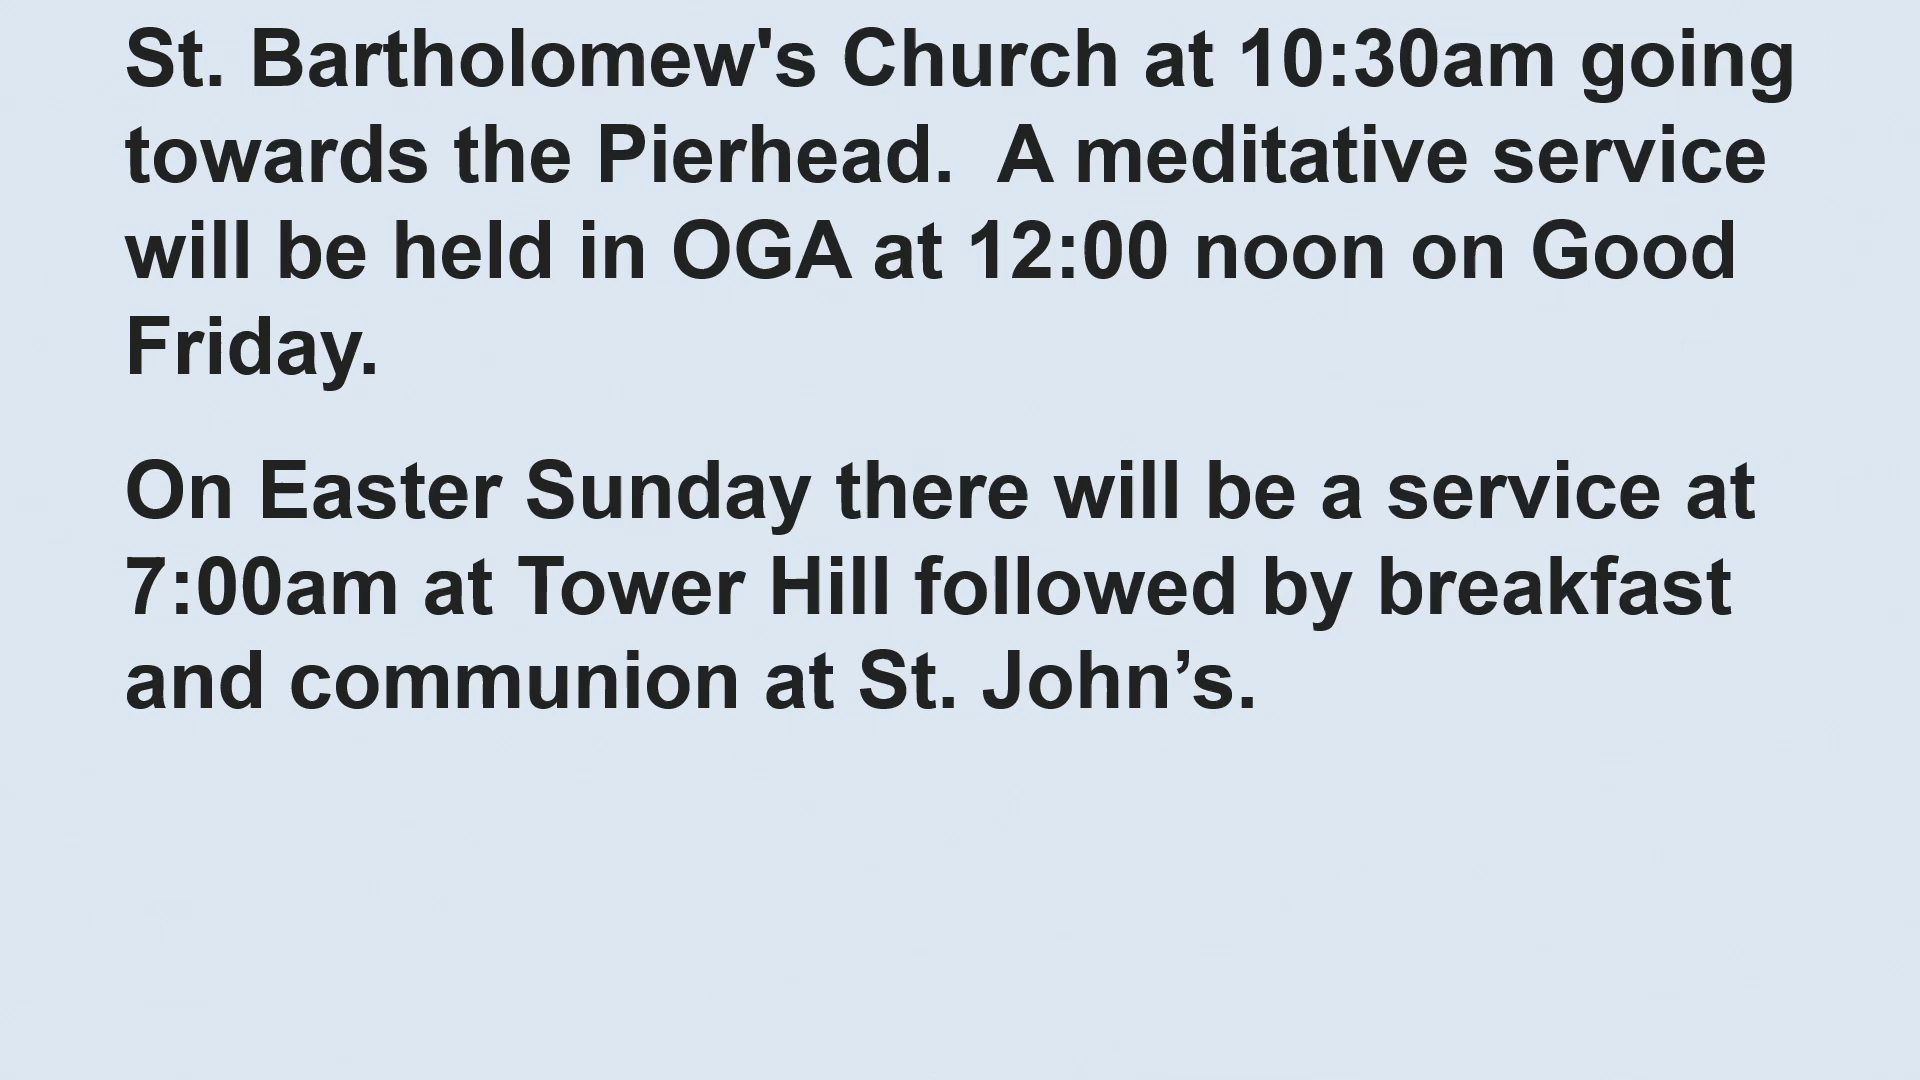 St. Bartholomew's Church at 10:30am going
towards the Pierhead.  A meditative service
will be held in OGA at 12:00 noon on Good
Friday.
On Easter Sunday there will be a service at
7:00am at Tower Hill followed by breakfast
and communion at St. John’s.